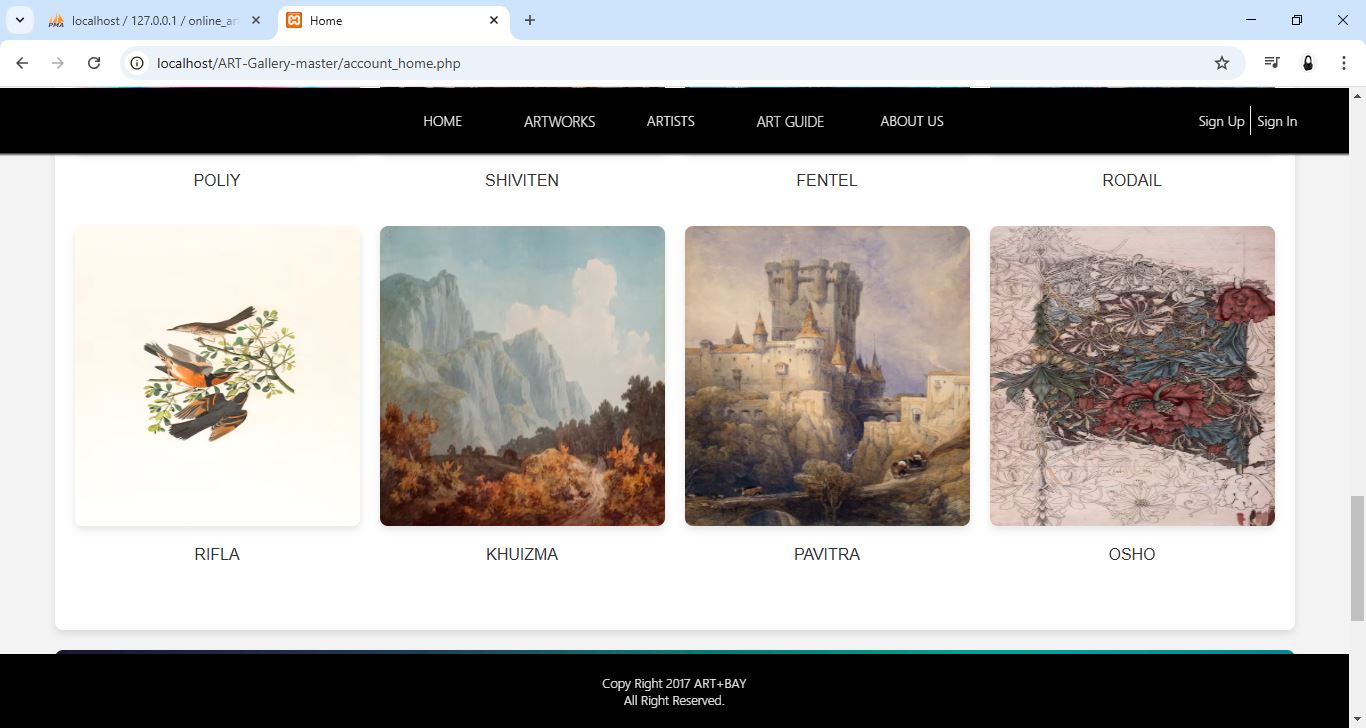 localhost / 127.0.0.1 / online_ar
Home
localhost/ART-Gallery-master/account_home.php
HOME
ARTWORKS
ARTISTS
ART GUIDE
ABOUT US
Sign Up
Sign In
POLIY
SHIVITEN
FENTEL
RODAIL
RIFLA
KHUIZMA
PAVITRA
OSHO
Copy Right 2017 ART+BAY
All Right Reserved.